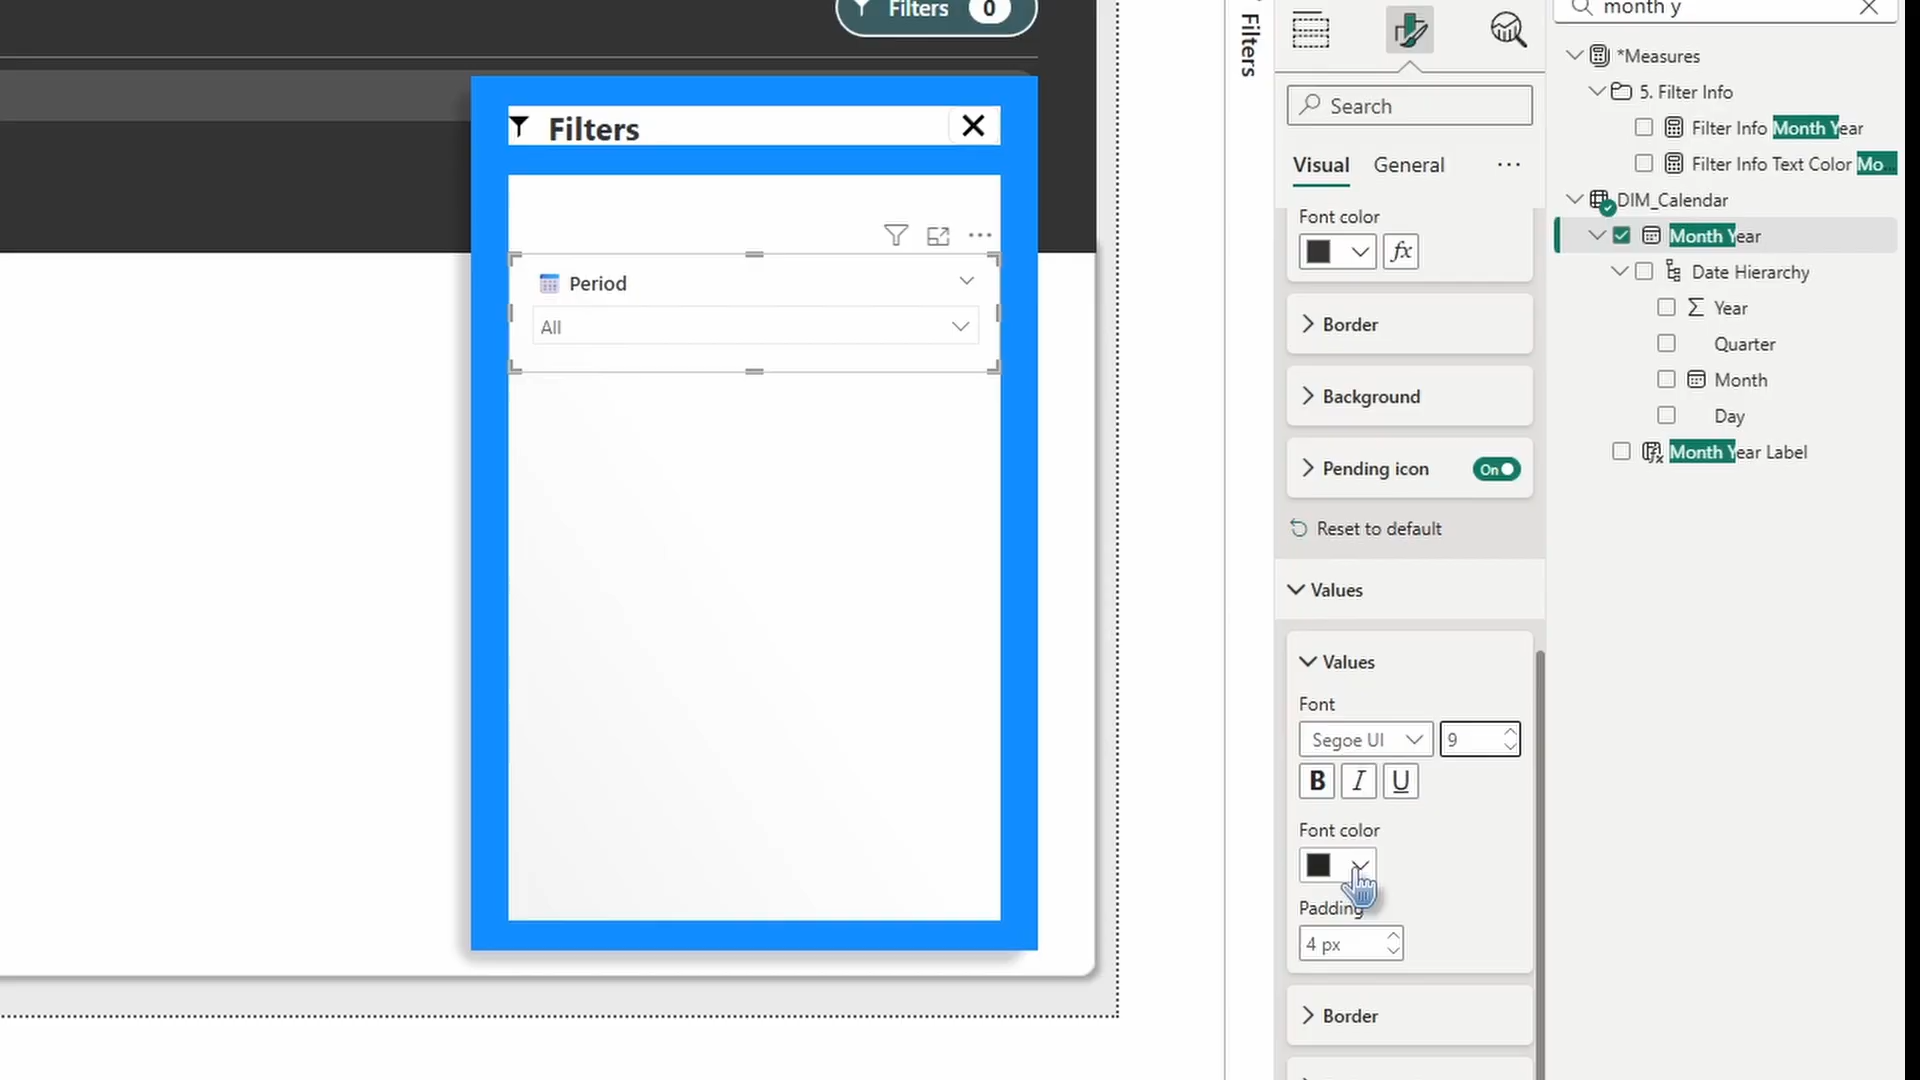 Filters 0
Filters
Period
All
Filters
Search
Visual General
Font color
fx
Border
Background
Pending icon On
Reset to default
Values
Values
Font
Segoe UI 9
B I U
Font color
Padding
4 px
Border
month y
*Measures
5. Filter Info
Filter Info Month Year
Filter Info Text Color Mo...
DIM_Calendar
Month Year
Date Hierarchy
Σ Year
Quarter
Month
Day
Month Year Label